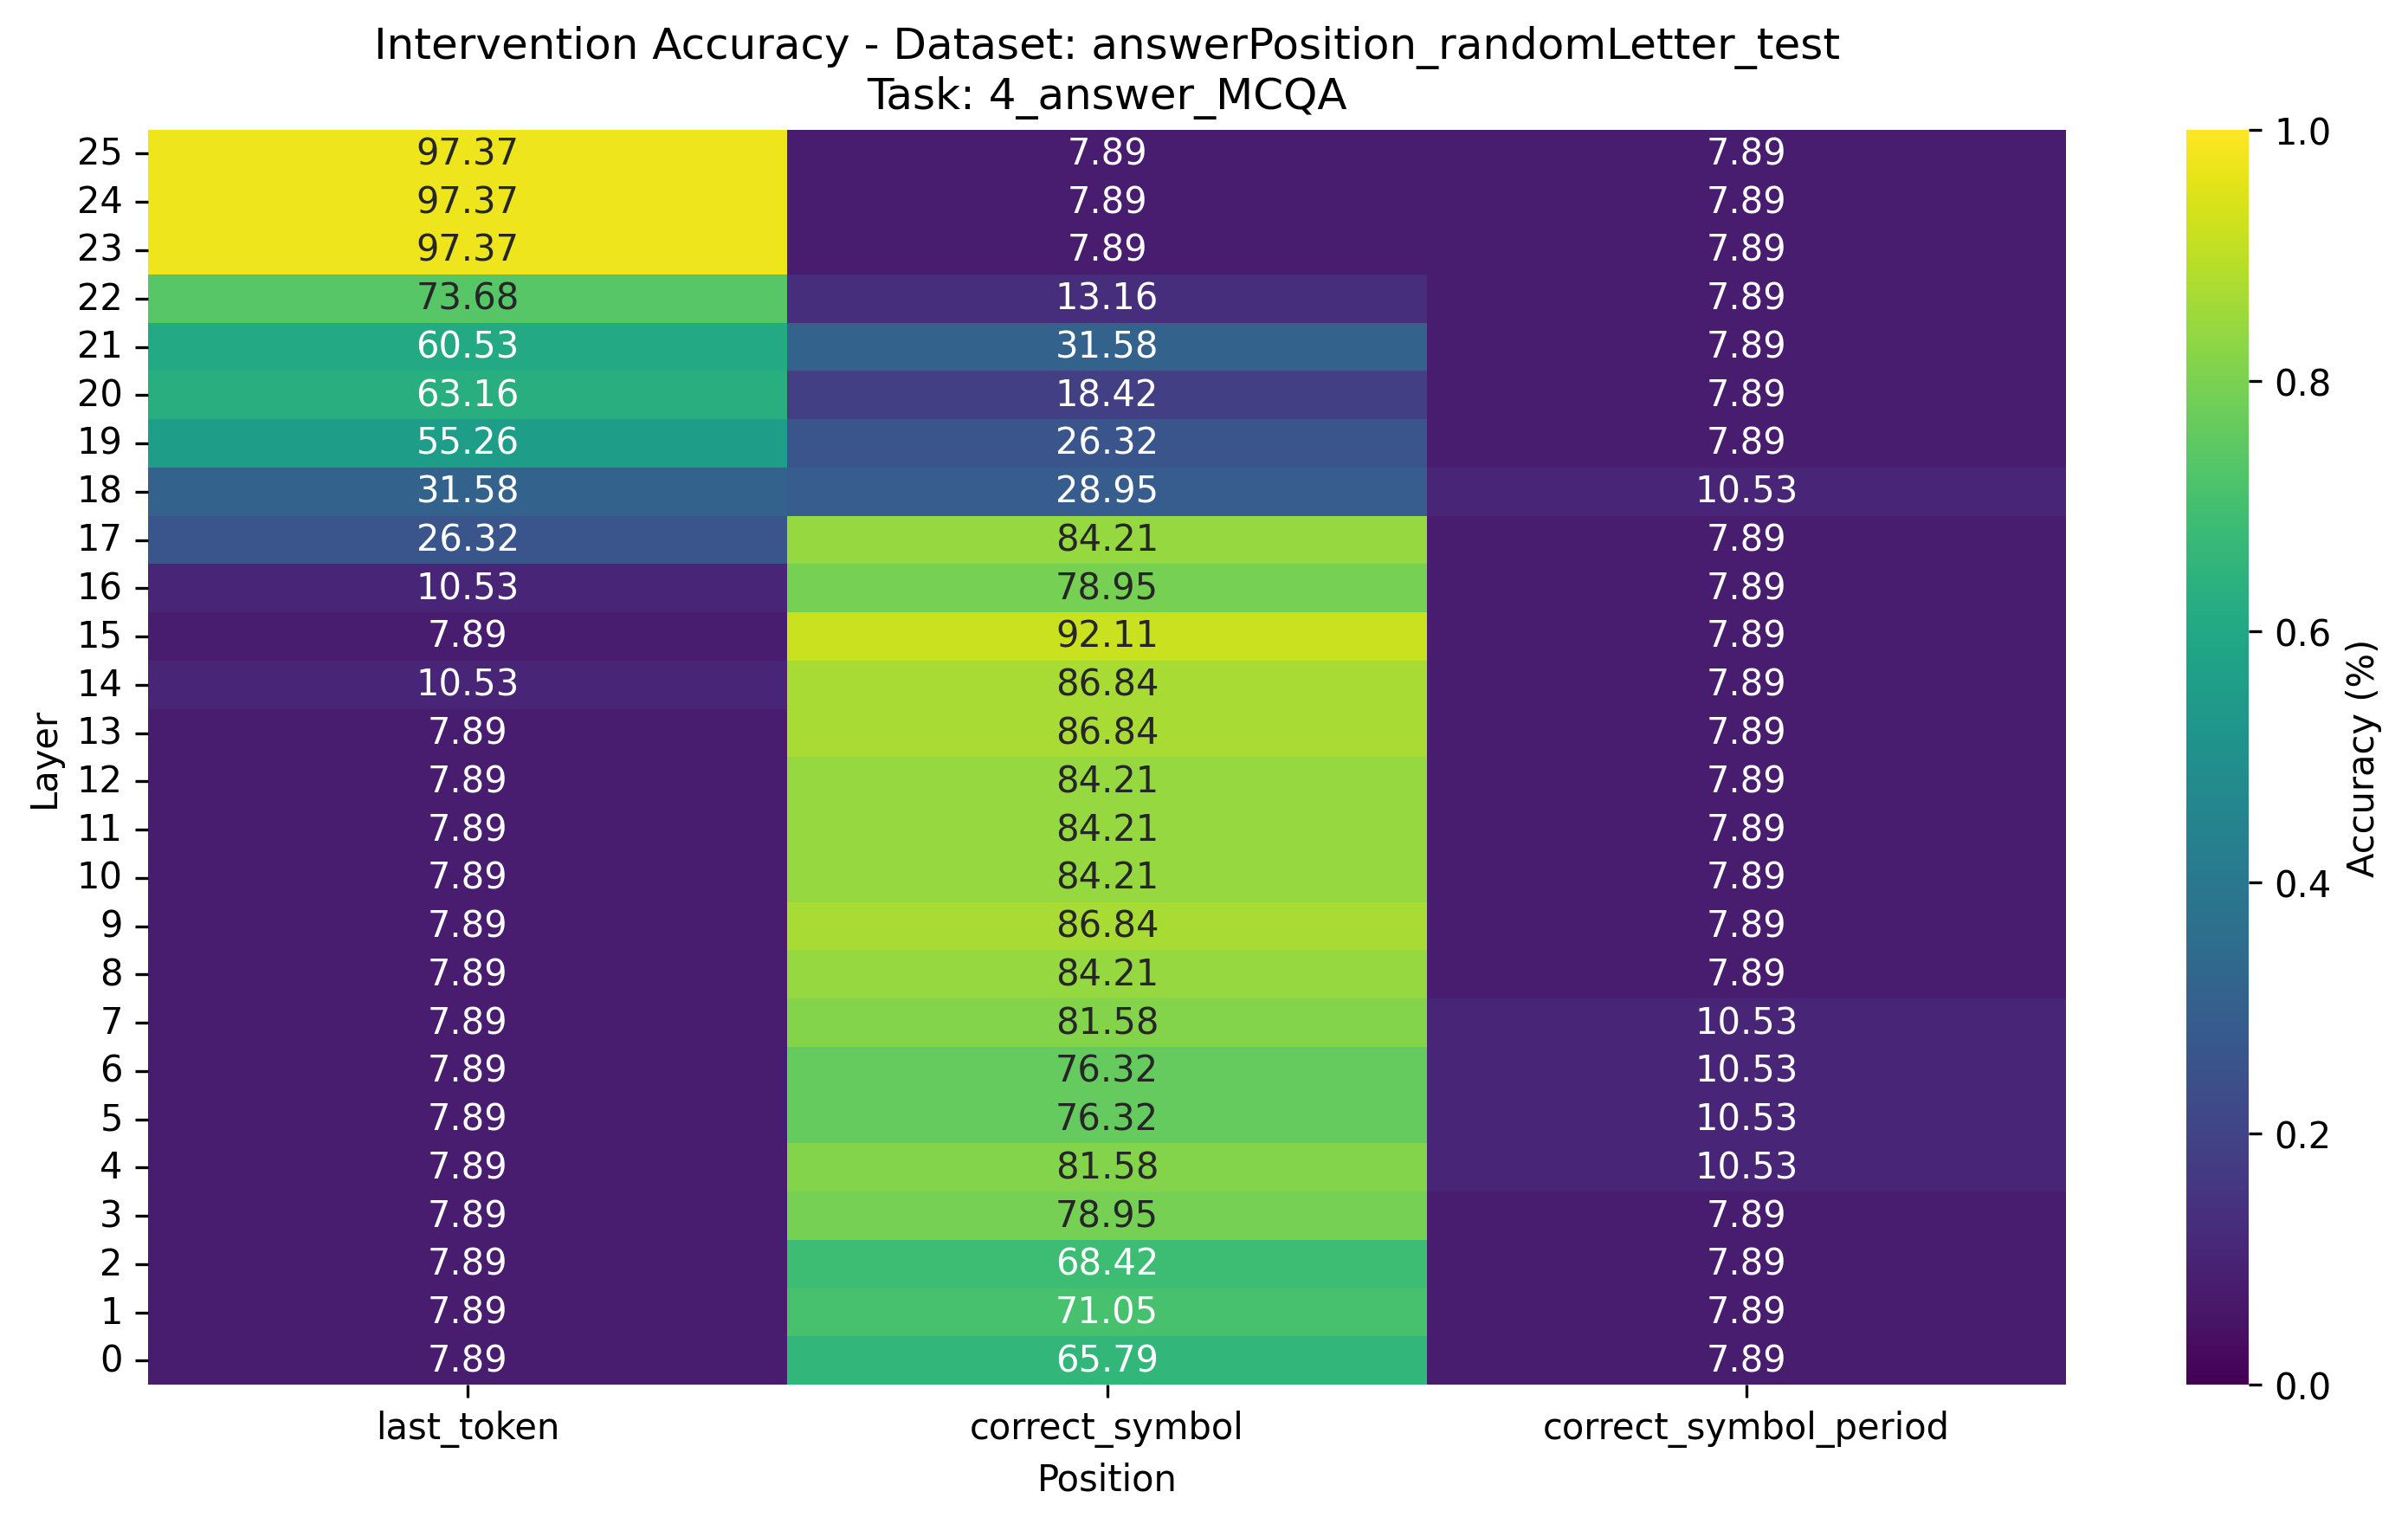 Intervention Accuracy - Dataset: answerPosition_randomLetter_test
Task: 4_answer_MCQA
25 97.37 7.89 7.89
24 97.37 7.89 7.89
23 97.37 7.89 7.89
22 73.68 13.16 7.89
21 60.53 31.58 7.89
20 63.16 18.42 7.89
19 55.26 26.32 7.89
18 31.58 28.95 10.53
17 26.32 84.21 7.89
16 10.53 78.95 7.89
15 7.89 92.11 7.89
14 10.53 86.84 7.89
13 7.89 86.84 7.89
12 7.89 84.21 7.89
11 7.89 84.21 7.89
10 7.89 84.21 7.89
9 7.89 86.84 7.89
8 7.89 84.21 7.89
7 7.89 81.58 10.53
6 7.89 76.32 10.53
5 7.89 76.32 10.53
4 7.89 81.58 10.53
3 7.89 78.95 7.89
2 7.89 68.42 7.89
1 7.89 71.05 7.89
0 7.89 65.79 7.89
last_token correct_symbol correct_symbol_period
Position
Layer
1.0
0.8
0.6
0.4
0.2
0.0
Accuracy (%)